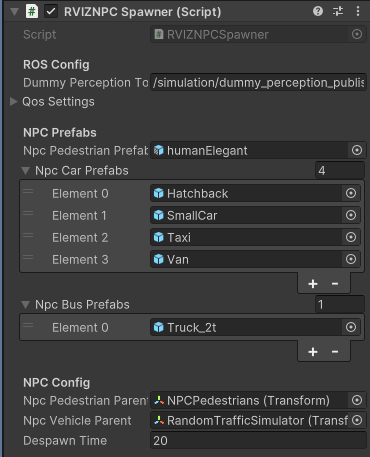 RVIZNPC Spawner (Script)
Script RVIZNPCSpawner
ROS Config
Dummy Perception To /simulation/dummy_perception_publis
Qos Settings
NPC Prefabs
Npc Pedestrian Prefab humanElegant
Npc Car Prefabs 4
Element 0 Hatchback
Element 1 SmallCar
Element 2 Taxi
Element 3 Van
Npc Bus Prefabs 1
Element 0 Truck_2t
+ -
NPC Config
Npc Pedestrian Parent NPCPedestrians (Transform)
Npc Vehicle Parent RandomTrafficSimulator (Transf
Despawn Time 20